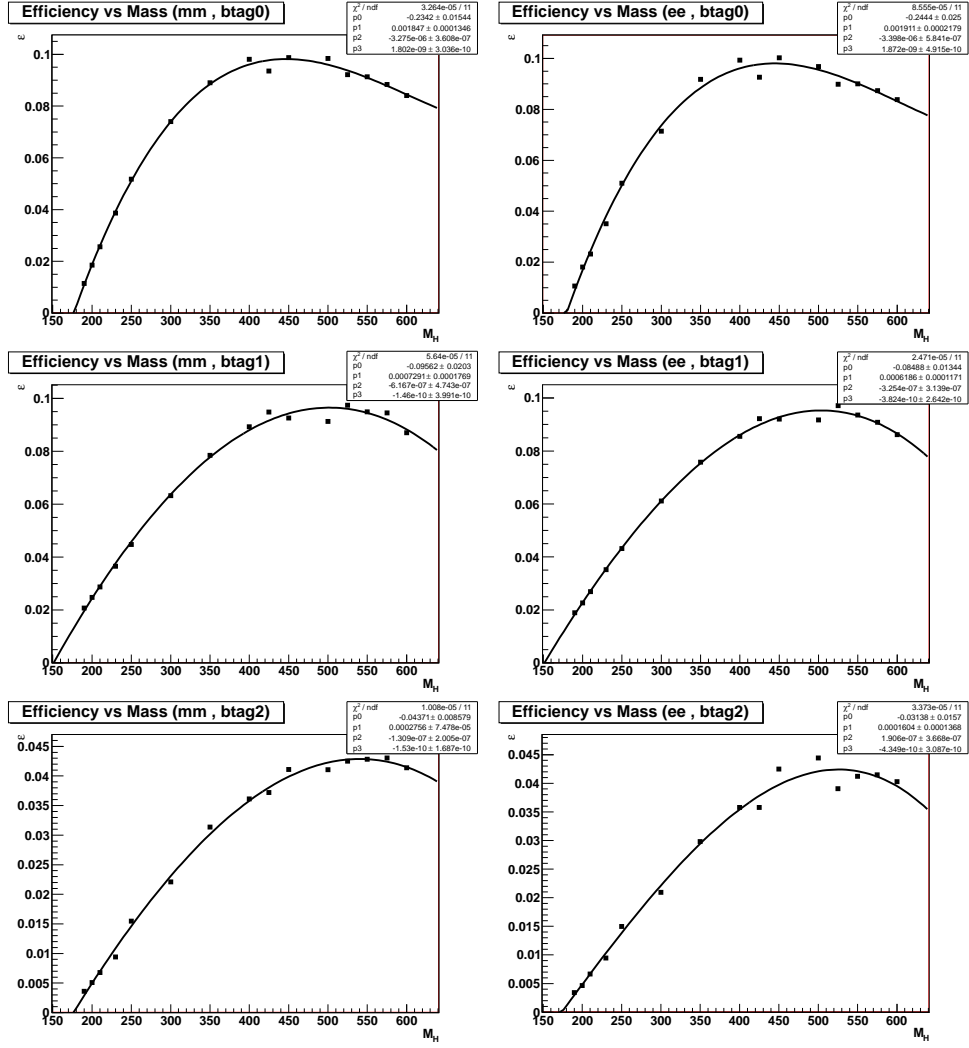 Efficiency vs Mass (mm , btag0)
χ² / ndf 3.264e-05 / 11
p0 -0.2342 ± 0.01544
p1 0.001847 ± 0.0001346
p2 -3.275e-06 ± 3.608e-07
p3 1.802e-09 ± 3.036e-10
ε
0.1
0.08
0.06
0.04
0.02
0
150 200 250 300 350 400 450 500 550 600
M_H
Efficiency vs Mass (ee , btag0)
χ² / ndf 8.555e-05 / 11
p0 -0.2444 ± 0.025
p1 0.001911 ± 0.0002179
p2 -3.398e-06 ± 5.841e-07
p3 1.872e-09 ± 4.915e-10
ε
0.1
0.08
0.06
0.04
0.02
0
150 200 250 300 350 400 450 500 550 600
M_H
Efficiency vs Mass (mm , btag1)
χ² / ndf 5.64e-05 / 11
p0 -0.09562 ± 0.0203
p1 0.0007291 ± 0.0001769
p2 -6.167e-07 ± 4.743e-07
p3 -1.46e-10 ± 3.991e-10
ε
0.1
0.08
0.06
0.04
0.02
0
150 200 250 300 350 400 450 500 550 600
M_H
Efficiency vs Mass (ee , btag1)
χ² / ndf 2.471e-05 / 11
p0 -0.08488 ± 0.01344
p1 0.0006186 ± 0.0001171
p2 -3.254e-07 ± 3.139e-07
p3 -3.824e-10 ± 2.642e-10
ε
0.1
0.08
0.06
0.04
0.02
0
150 200 250 300 350 400 450 500 550 600
M_H
Efficiency vs Mass (mm , btag2)
χ² / ndf 1.008e-05 / 11
p0 -0.04371 ± 0.008579
p1 0.0002756 ± 7.478e-05
p2 -1.309e-07 ± 2.005e-07
p3 -1.53e-10 ± 1.687e-10
ε
0.045
0.04
0.035
0.03
0.025
0.02
0.015
0.01
0.005
0
150 200 250 300 350 400 450 500 550 600
M_H
Efficiency vs Mass (ee , btag2)
χ² / ndf 3.373e-05 / 11
p0 -0.03138 ± 0.0157
p1 0.0001604 ± 0.0001368
p2 1.906e-07 ± 3.668e-07
p3 -4.349e-10 ± 3.087e-10
ε
0.045
0.04
0.035
0.03
0.025
0.02
0.015
0.01
0.005
0
150 200 250 300 350 400 450 500 550 600
M_H